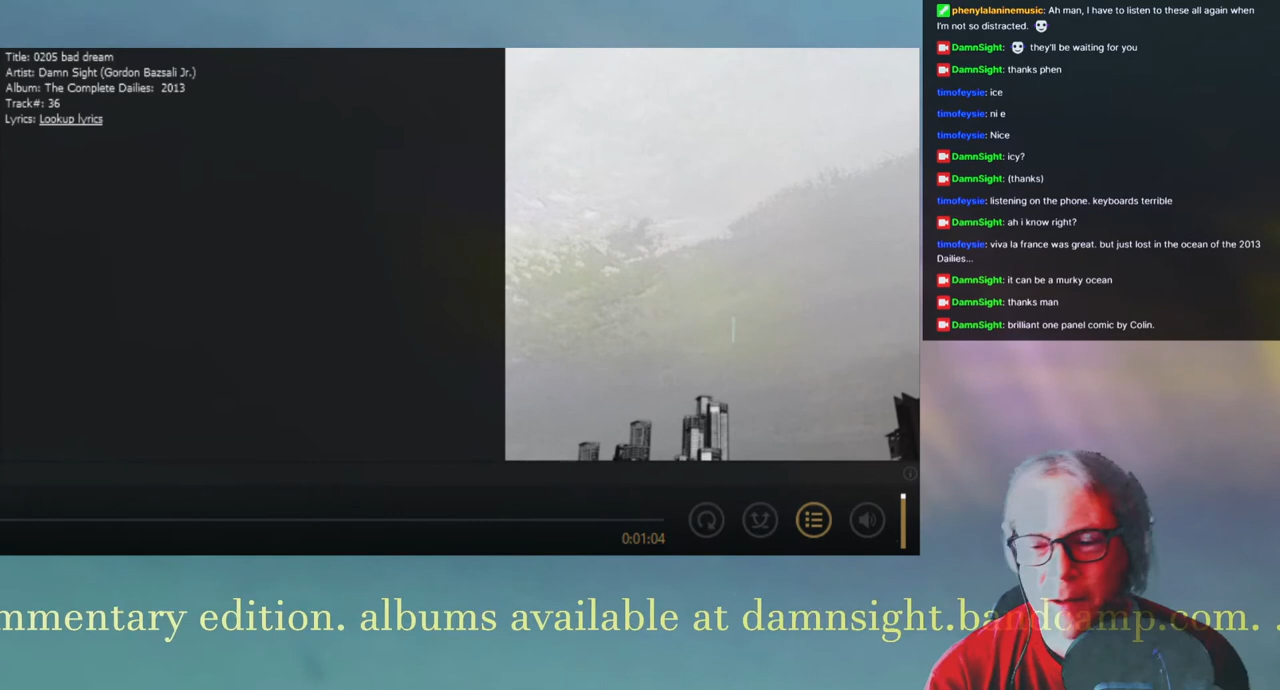 Title: 0205 bad dream
Artist: Damn Sight (Gordon Bazsali Jr.)
Album: The Complete Dailies:  2013
Track#: 36
Lyrics: Lookup lyrics
0:01:04
mmentary edition. albums available at damnsight.bandcamp.com. .
phenylalaninemusic: Ah man, I have to listen to these all again when
I'm not so distracted.
DamnSight: they'll be waiting for you
DamnSight: thanks phen
timofeysie: ice
timofeysie: ni e
timofeysie: Nice
DamnSight: icy?
DamnSight: (thanks)
timofeysie: listening on the phone. keyboards terrible
DamnSight: ah i know right?
timofeysie: viva la france was great. but just lost in the ocean of the 2013
Dailies...
DamnSight: it can be a murky ocean
DamnSight: thanks man
DamnSight: brilliant one panel comic by Colin.